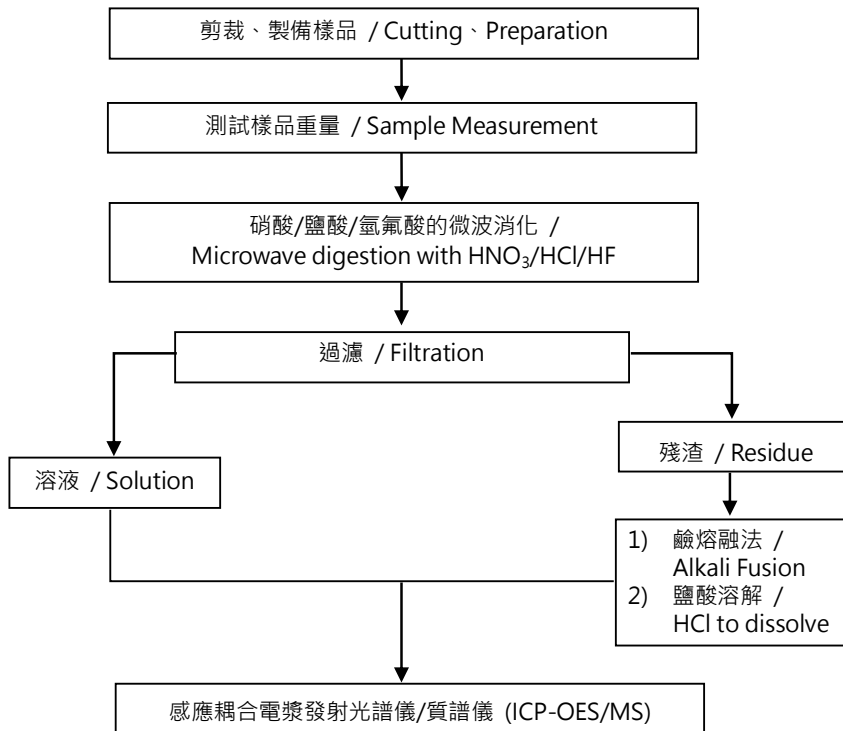 剪裁、製備樣品 / Cutting、Preparation
測試樣品重量 / Sample Measurement
硝酸/鹽酸/氫氟酸的微波消化 /
Microwave digestion with HNO₃/HCl/HF
過濾 / Filtration
溶液 / Solution
殘渣 / Residue
1) 鹼熔融法 /
Alkali Fusion
2) 鹽酸溶解 /
HCl to dissolve
感應耦合電漿發射光譜儀/質譜儀 (ICP-OES/MS)